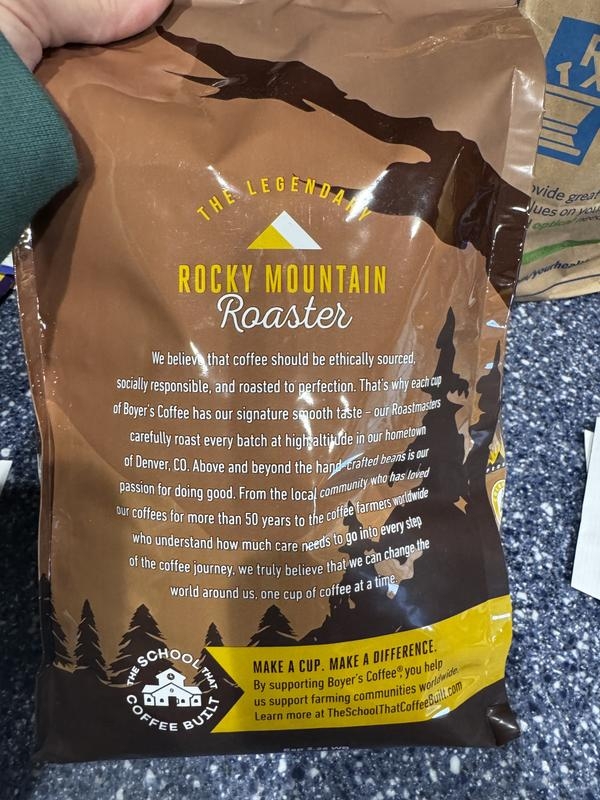 THE LEGENDARY
ROCKY MOUNTAIN
Roaster
We believe that coffee should be ethically sourced,
socially responsible, and roasted to perfection. That's why each cup
of Boyer's Coffee has our signature smooth taste – our Roastmasters
carefully roast every batch at high altitude in our hometown
of Denver, CO. Above and beyond the hand-crafted beans is our
passion for doing good. From the local community who has loved
our coffees for more than 50 years to the coffee farmers worldwide
who understand how much care needs to go into every step
of the coffee journey, we truly believe that we can change the
world around us, one cup of coffee at a time.
THE SCHOOL THAT
COFFEE BUILT
MAKE A CUP. MAKE A DIFFERENCE.
By supporting Boyer's Coffee®, you help
us support farming communities worldwide.
Learn more at TheSchoolThatCoffeeBuilt.com
great
on your